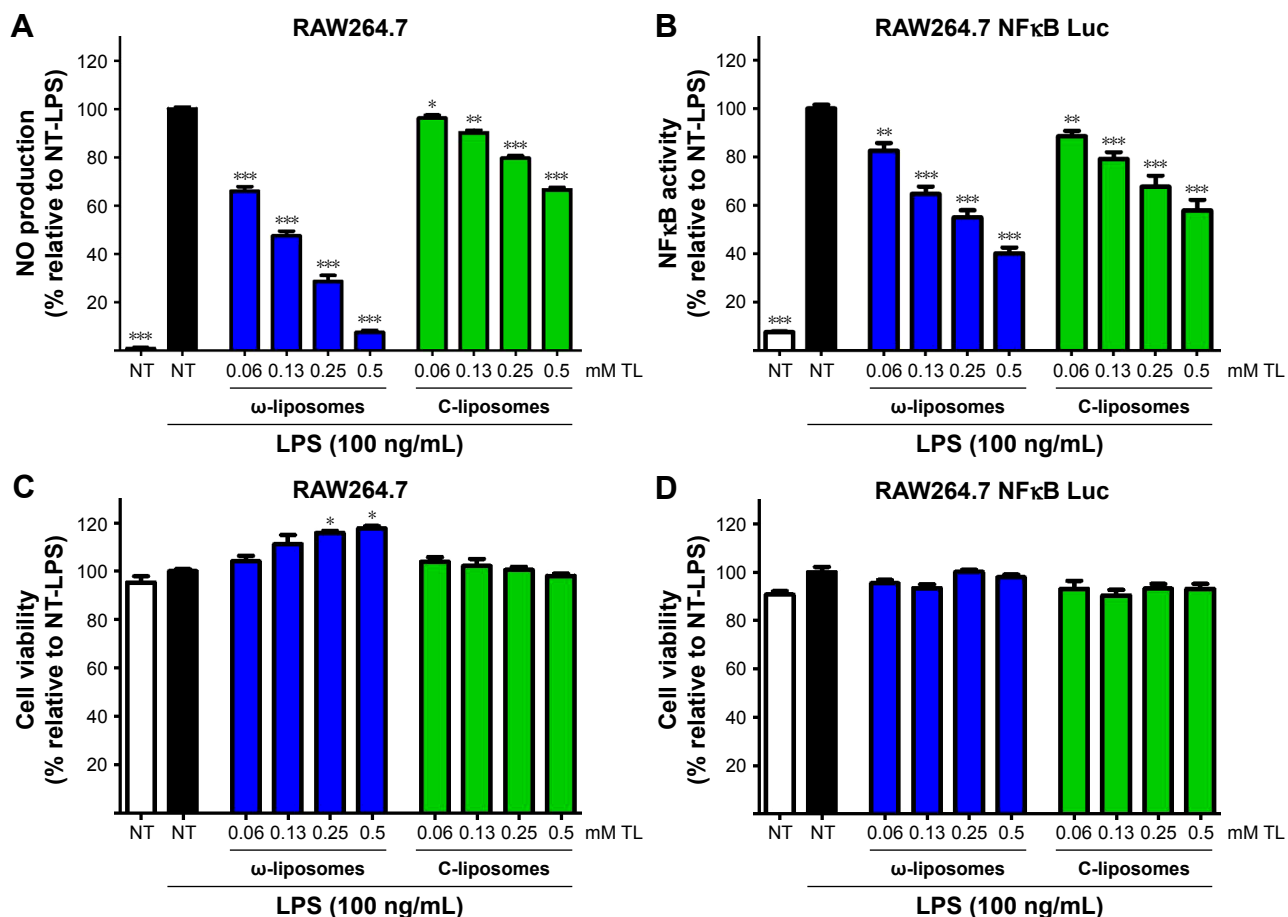 A
RAW264.7
NO production
(% relative to NT-LPS)
120
100
80
60
40
20
***
***
***
***
***
*
**
***
***
NT
NT
0.06 0.13 0.25 0.5
0.06 0.13 0.25 0.5
mM TL
ω-liposomes
C-liposomes
LPS (100 ng/mL)
B
RAW264.7 NFκB Luc
NFκB activity
(% relative to NT-LPS)
120
100
80
60
40
20
***
**
***
***
***
**
***
***
***
NT
NT
0.06 0.13 0.25 0.5
0.06 0.13 0.25 0.5
mM TL
ω-liposomes
C-liposomes
LPS (100 ng/mL)
C
RAW264.7
Cell viability
(% relative to NT-LPS)
120
100
80
60
40
20
*
*
NT
NT
0.06 0.13 0.25 0.5
0.06 0.13 0.25 0.5
mM TL
ω-liposomes
C-liposomes
LPS (100 ng/mL)
D
RAW264.7 NFκB Luc
Cell viability
(% relative to NT-LPS)
120
100
80
60
40
20
NT
NT
0.06 0.13 0.25 0.5
0.06 0.13 0.25 0.5
mM TL
ω-liposomes
C-liposomes
LPS (100 ng/mL)